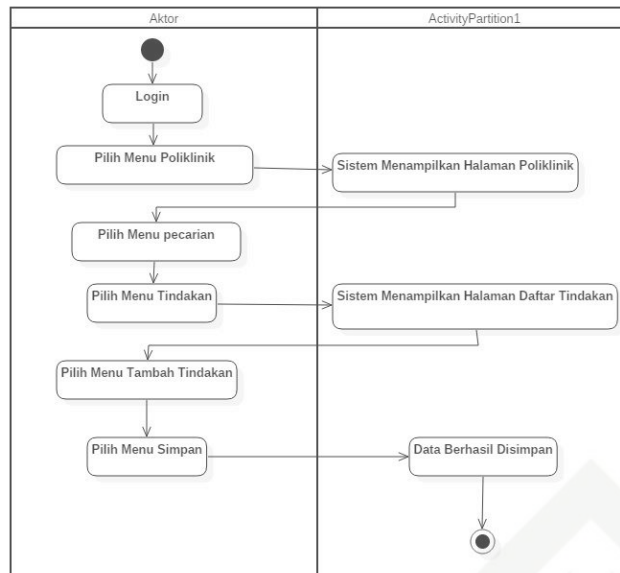 Aktor
ActivityPartition1
Login
Pilih Menu Poliklinik
Sistem Menampilkan Halaman Poliklinik
Pilih Menu pecarian
Pilih Menu Tindakan
Sistem Menampilkan Halaman Daftar Tindakan
Pilih Menu Tambah Tindakan
Pilih Menu Simpan
Data Berhasil Disimpan